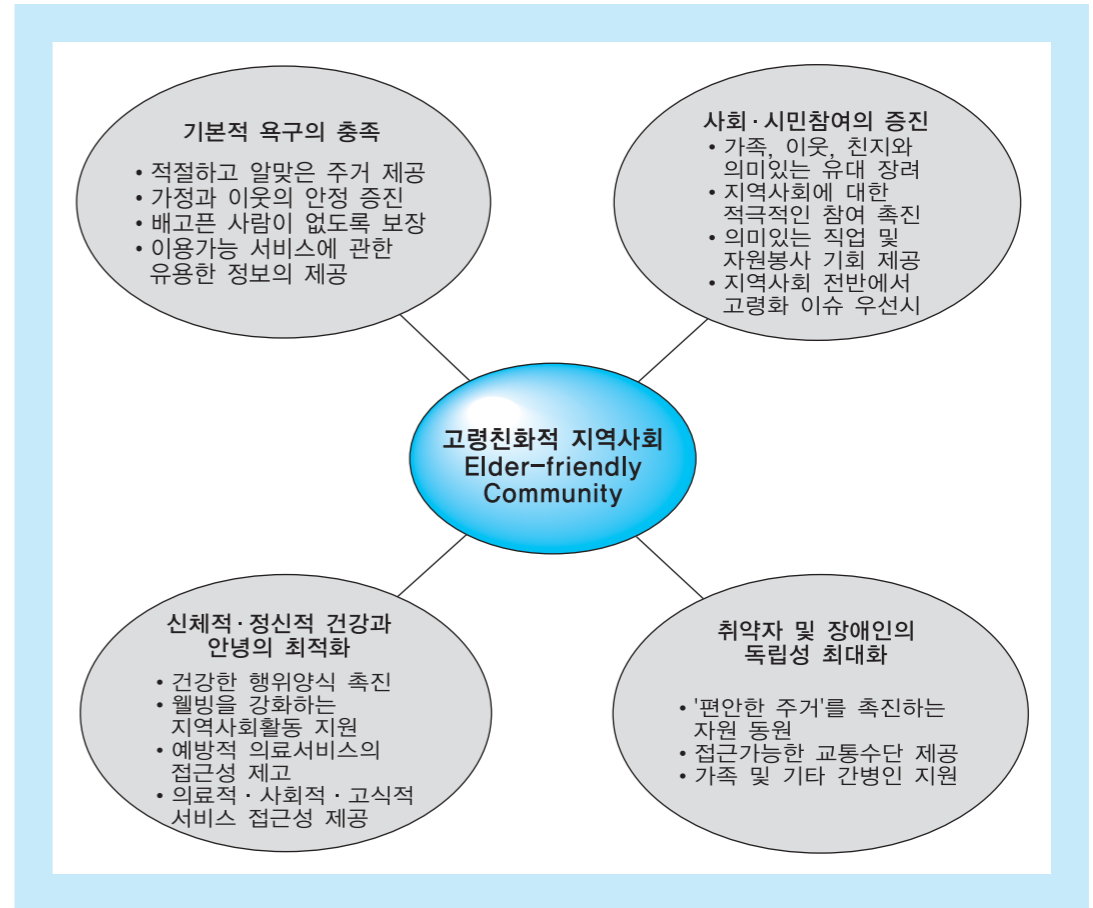 기본적 욕구의 충족
• 적절하고 알맞은 주거 제공
• 가정과 이웃의 안정 증진
• 배고픈 사람이 없도록 보장
• 이용가능 서비스에 관한
유용한 정보의 제공
사회·시민참여의 증진
• 가족, 이웃, 친지와
의미있는 유대 장려
• 지역사회에 대한
적극적인 참여 촉진
• 의미있는 직업 및
자원봉사 기회 제공
• 지역사회 전반에서
고령화 이슈 우선시
고령친화적 지역사회
Elder-friendly
Community
신체적·정신적 건강과
안녕의 최적화
• 건강한 행위양식 촉진
• 웰빙을 강화하는
지역사회활동 지원
• 예방적 의료서비스의
접근성 제고
• 의료적·사회적·고식적
서비스 접근성 제공
취약자 및 장애인의
독립성 최대화
• '편안한 주거'를 촉진하는
자원 동원
• 접근가능한 교통수단 제공
• 가족 및 기타 간병인 지원